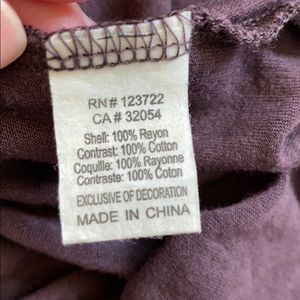 RN# 123722
CA # 32054
Shell: 100% Rayon
Contrast: 100% Cotton
Coquille: 100% Rayonne
Contraste: 100% Coton
EXCLUSIVE OF DECORATION
MADE IN CHINA